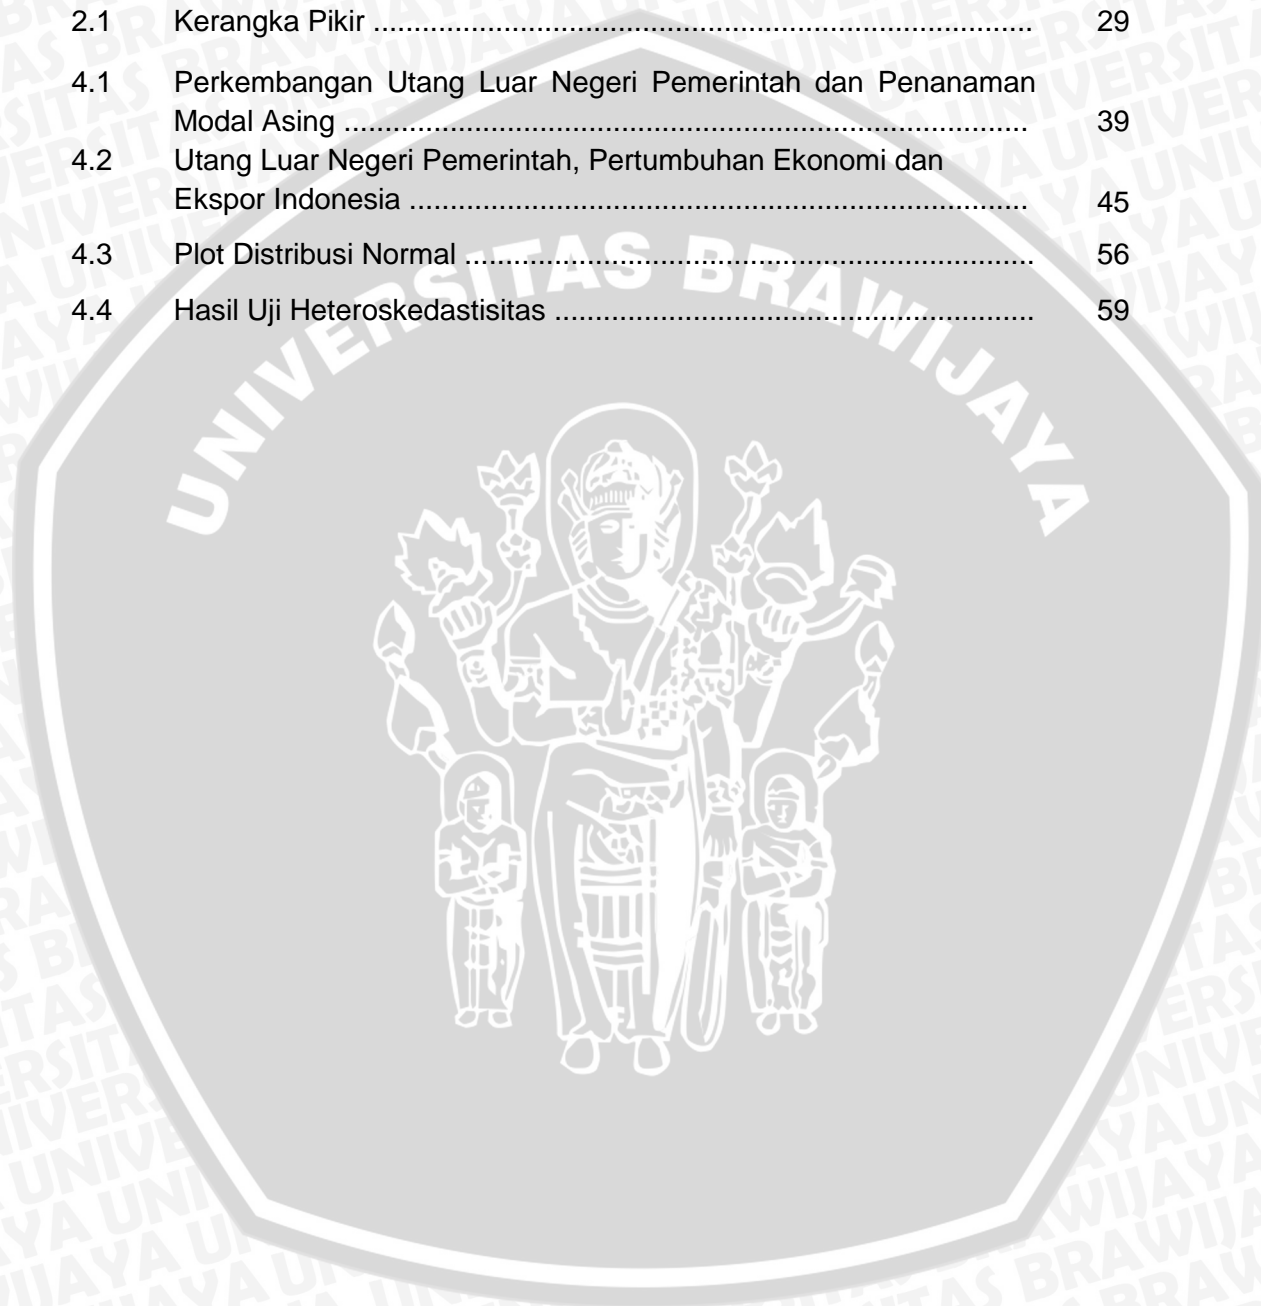 2.1 Kerangka Pikir ................................................................................ 29
4.1 Perkembangan Utang Luar Negeri Pemerintah dan Penanaman
Modal Asing ................................................................................... 39
4.2 Utang Luar Negeri Pemerintah, Pertumbuhan Ekonomi dan
Ekspor Indonesia ........................................................................... 45
4.3 Plot Distribusi Normal ..................................................................... 56
4.4 Hasil Uji Heteroskedastisitas .......................................................... 59
UNIVERSITAS BRAWIJAYA